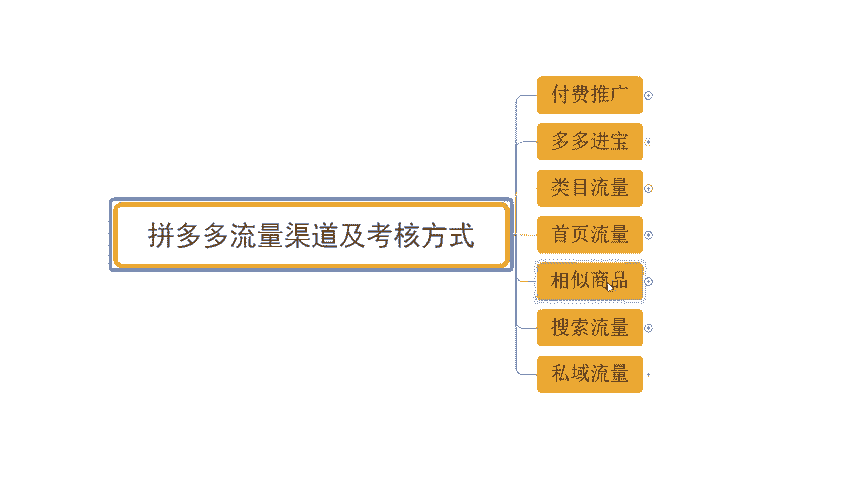 拼多多流量渠道及考核方式
付费推广
多多进宝
类目流量
首页流量
相似商品
搜索流量
私域流量